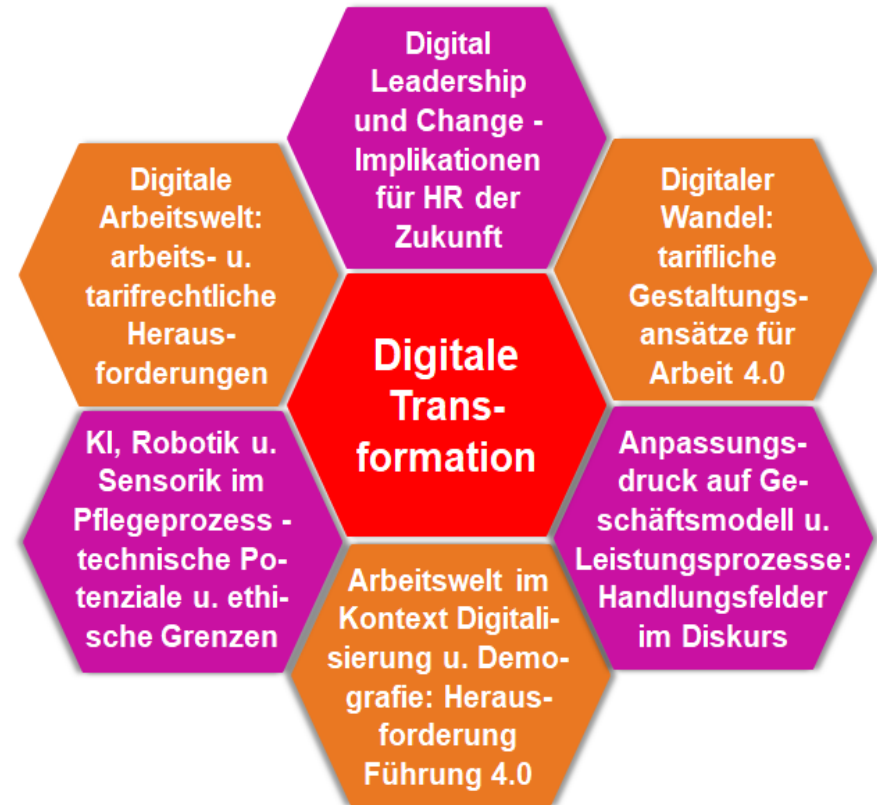 Digital
Leadership
und Change -
Implikationen
für HR der
Zukunft
Digitale
Arbeitswelt:
arbeits- u.
tarifrechtliche
Heraus-
forderungen
Digitaler
Wandel:
tarifliche
Gestaltungs-
ansätze für
Arbeit 4.0
Digitale
Trans-
formation
KI, Robotik u.
Sensorik im
Pflegeprozess -
technische Po-
tenziale u. ethi-
sche Grenzen
Anpassungs-
druck auf Ge-
schäftsmodell u.
Leistungsprozesse:
Handlungsfelder
im Diskurs
Arbeitswelt im
Kontext Digitali-
sierung u. Demo-
grafie: Heraus-
forderung
Führung 4.0